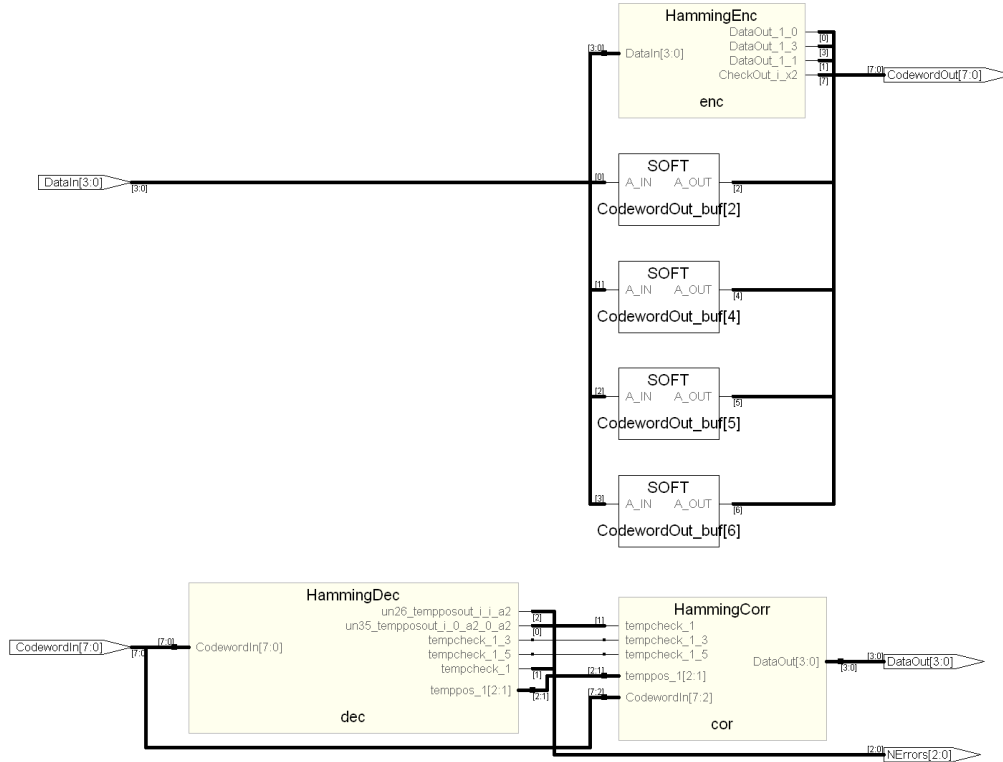 HammingEnc
DataOut_1_0
[0]
[3:0]
DataIn[3:0]
DataOut_1_3
[3]
DataOut_1_1
[1]
CheckOut_i_x2
[7]
[7:0]
CodewordOut[7:0]
enc
DataIn[3:0]
[3:0]
SOFT
[0]
A_IN A_OUT
[2]
CodewordOut_buf[2]
SOFT
[1]
A_IN A_OUT
[4]
CodewordOut_buf[4]
SOFT
[2]
A_IN A_OUT
[5]
CodewordOut_buf[5]
SOFT
[3]
A_IN A_OUT
[6]
CodewordOut_buf[6]
HammingDec
un26_tempposout_i_i_a2
[2]
un35_tempposout_i_0_a2_0_a2
[0]
tempcheck_1_3
tempcheck_1_5
tempcheck_1
[1]
temppos_1[2:1]
[2:1]
CodewordIn[7:0]
[7:0]
[7:0]
CodewordIn[7:0]
dec
HammingCorr
[1]
tempcheck_1
tempcheck_1_3
tempcheck_1_5
[2:1]
temppos_1[2:1]
[7:2]
CodewordIn[7:2]
DataOut[3:0]
[3:0]
[3:0]
DataOut[3:0]
cor
[2:0]
NErrors[2:0]